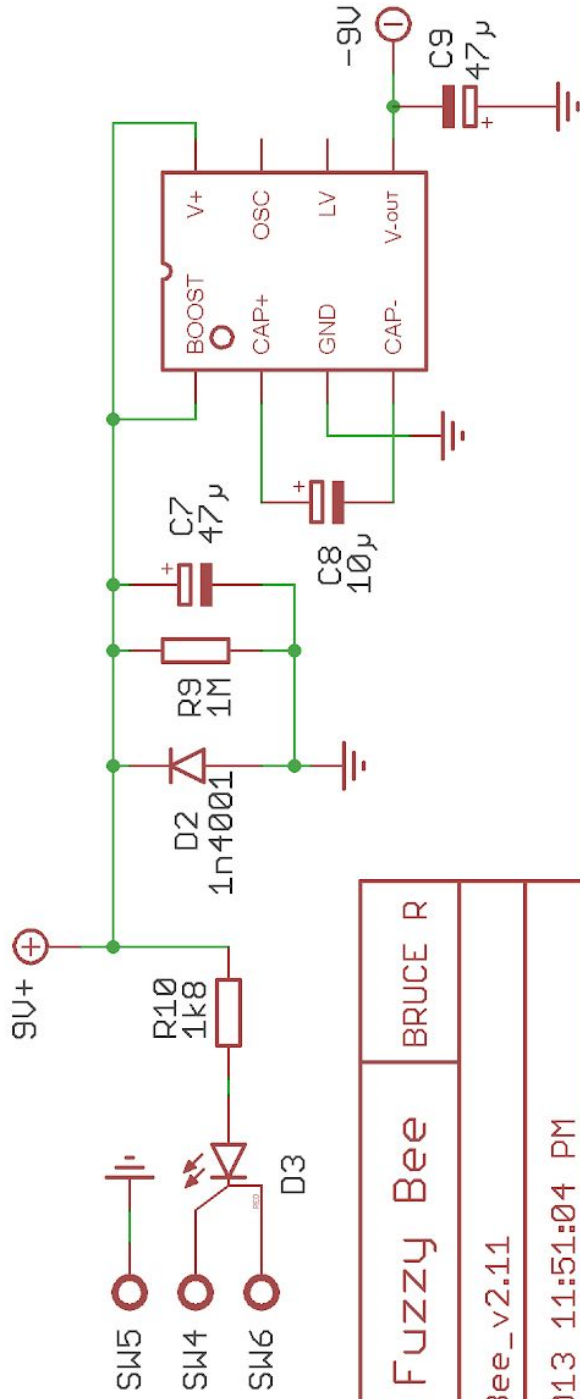 9V+
SW5
SW4
SW6
D3
R10
1k8
D2
1n4001
R9
1M
+
C7
47µ
+
C8
10µ
BOOST
CAP+
GND
CAP-
V+
OSC
LV
V-OUT
-9V
C9
47µ
+
RED
Fuzzy Bee
BRUCE R
Bee_v2.11
013 11:51:04 PM